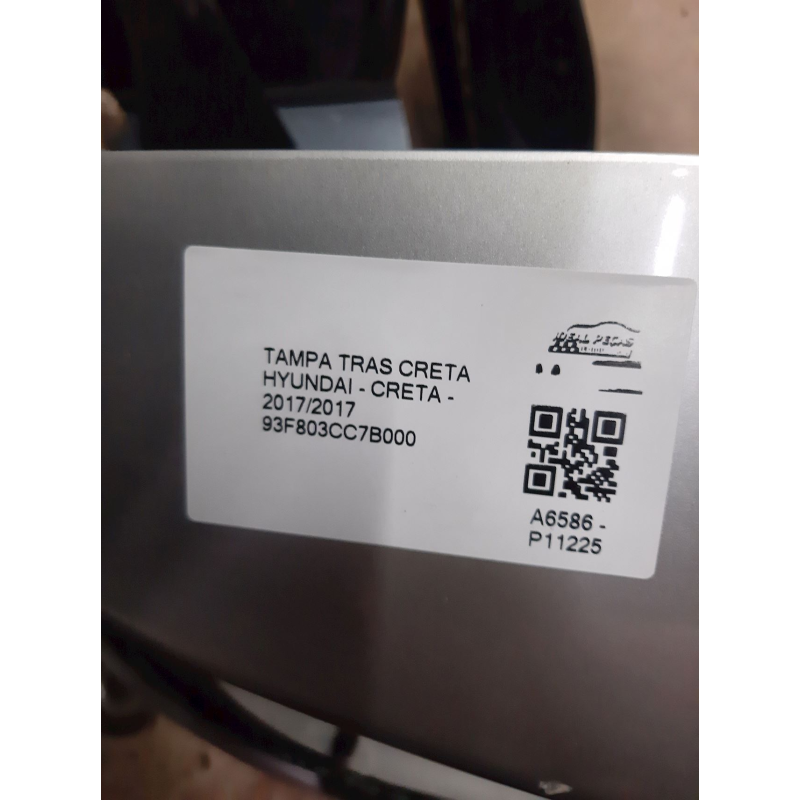 TAMPA TRAS CRETA
HYUNDAI - CRETA -
2017/2017
93F803CC7B000
IDEAL PEÇAS
A6586 -
P11225